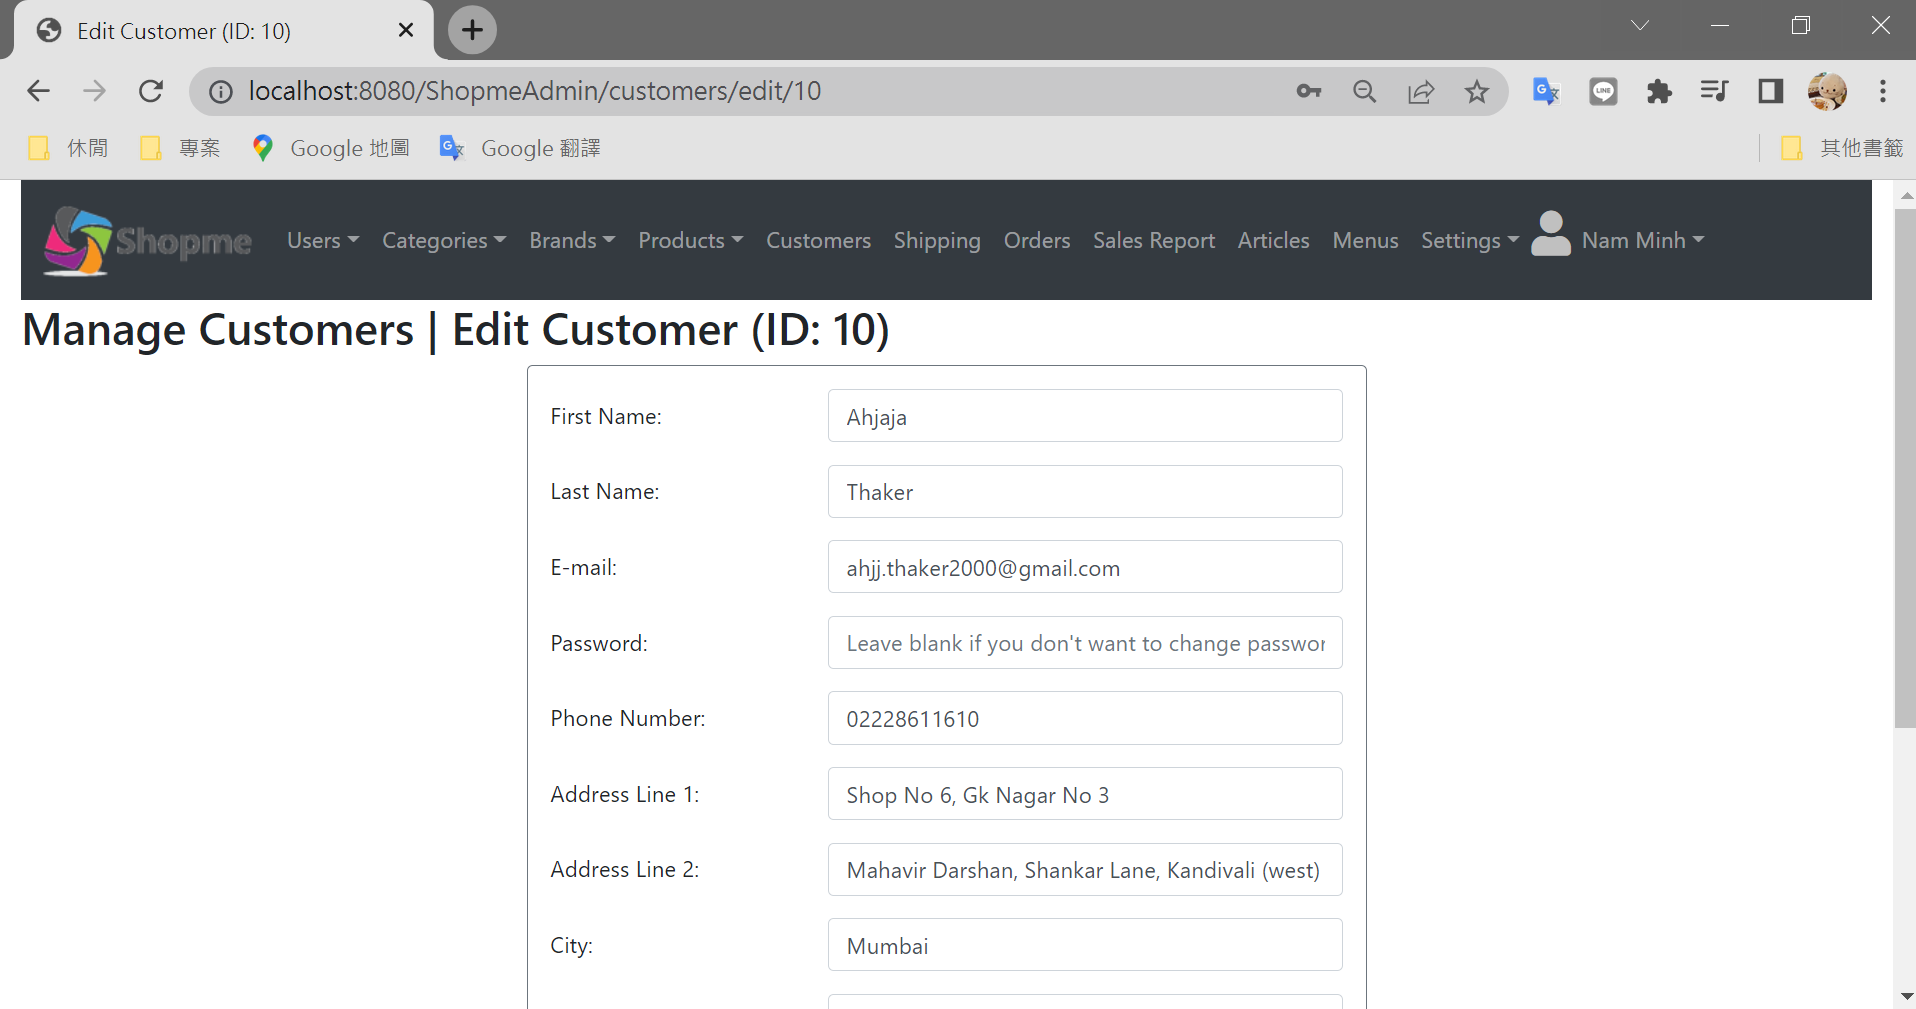 Edit Customer (ID: 10)
localhost:8080/ShopmeAdmin/customers/edit/10
LINE
休閒 專案 Google 地圖 Google 翻譯 其他書籤
Shopme Users Categories Brands Products Customers Shipping Orders Sales Report Articles Menus Settings Nam Minh
Manage Customers | Edit Customer (ID: 10)
First Name: Ahjaja
Last Name: Thaker
E-mail: ahjj.thaker2000@gmail.com
Password: Leave blank if you don't want to change passwor
Phone Number: 02228611610
Address Line 1: Shop No 6, Gk Nagar No 3
Address Line 2: Mahavir Darshan, Shankar Lane, Kandivali (west)
City: Mumbai